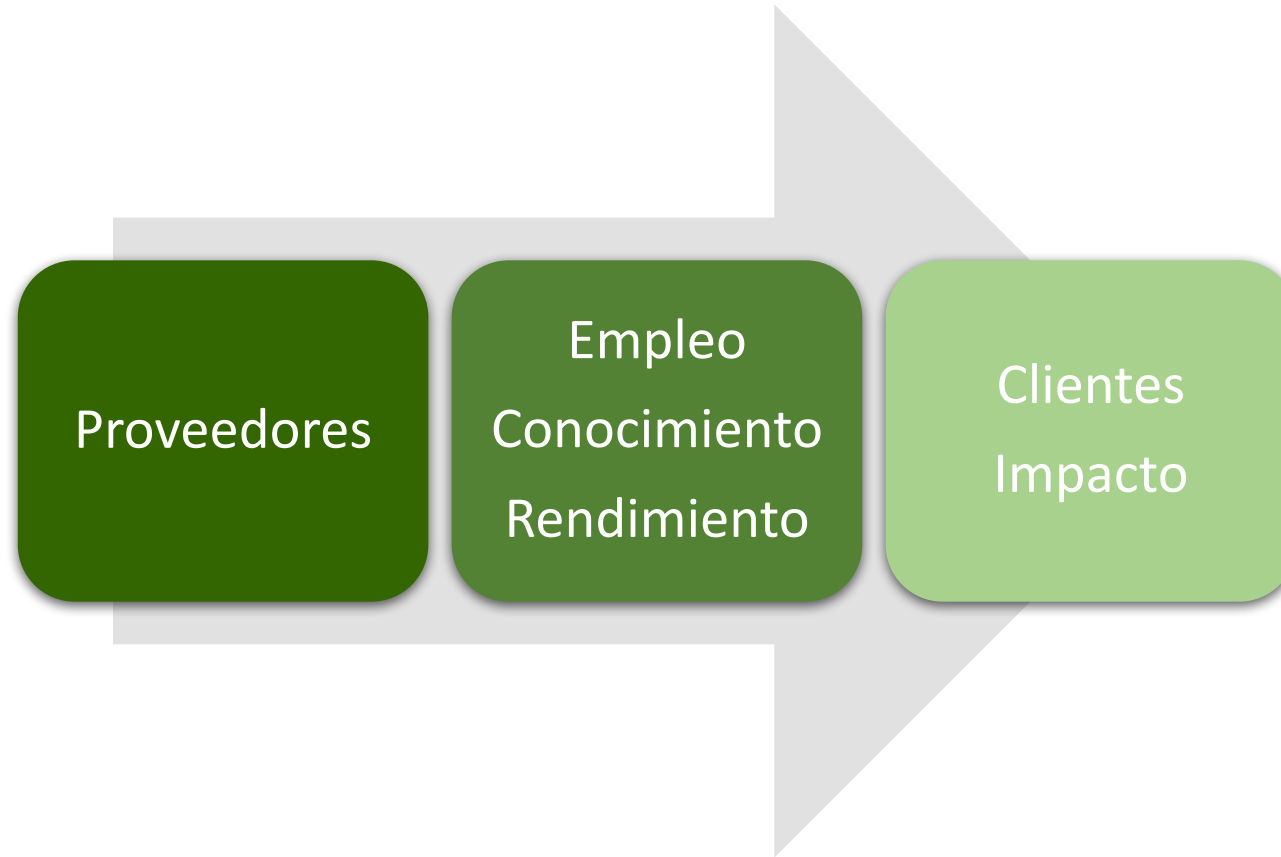 Proveedores
Empleo
Conocimiento
Rendimiento
Clientes
Impacto